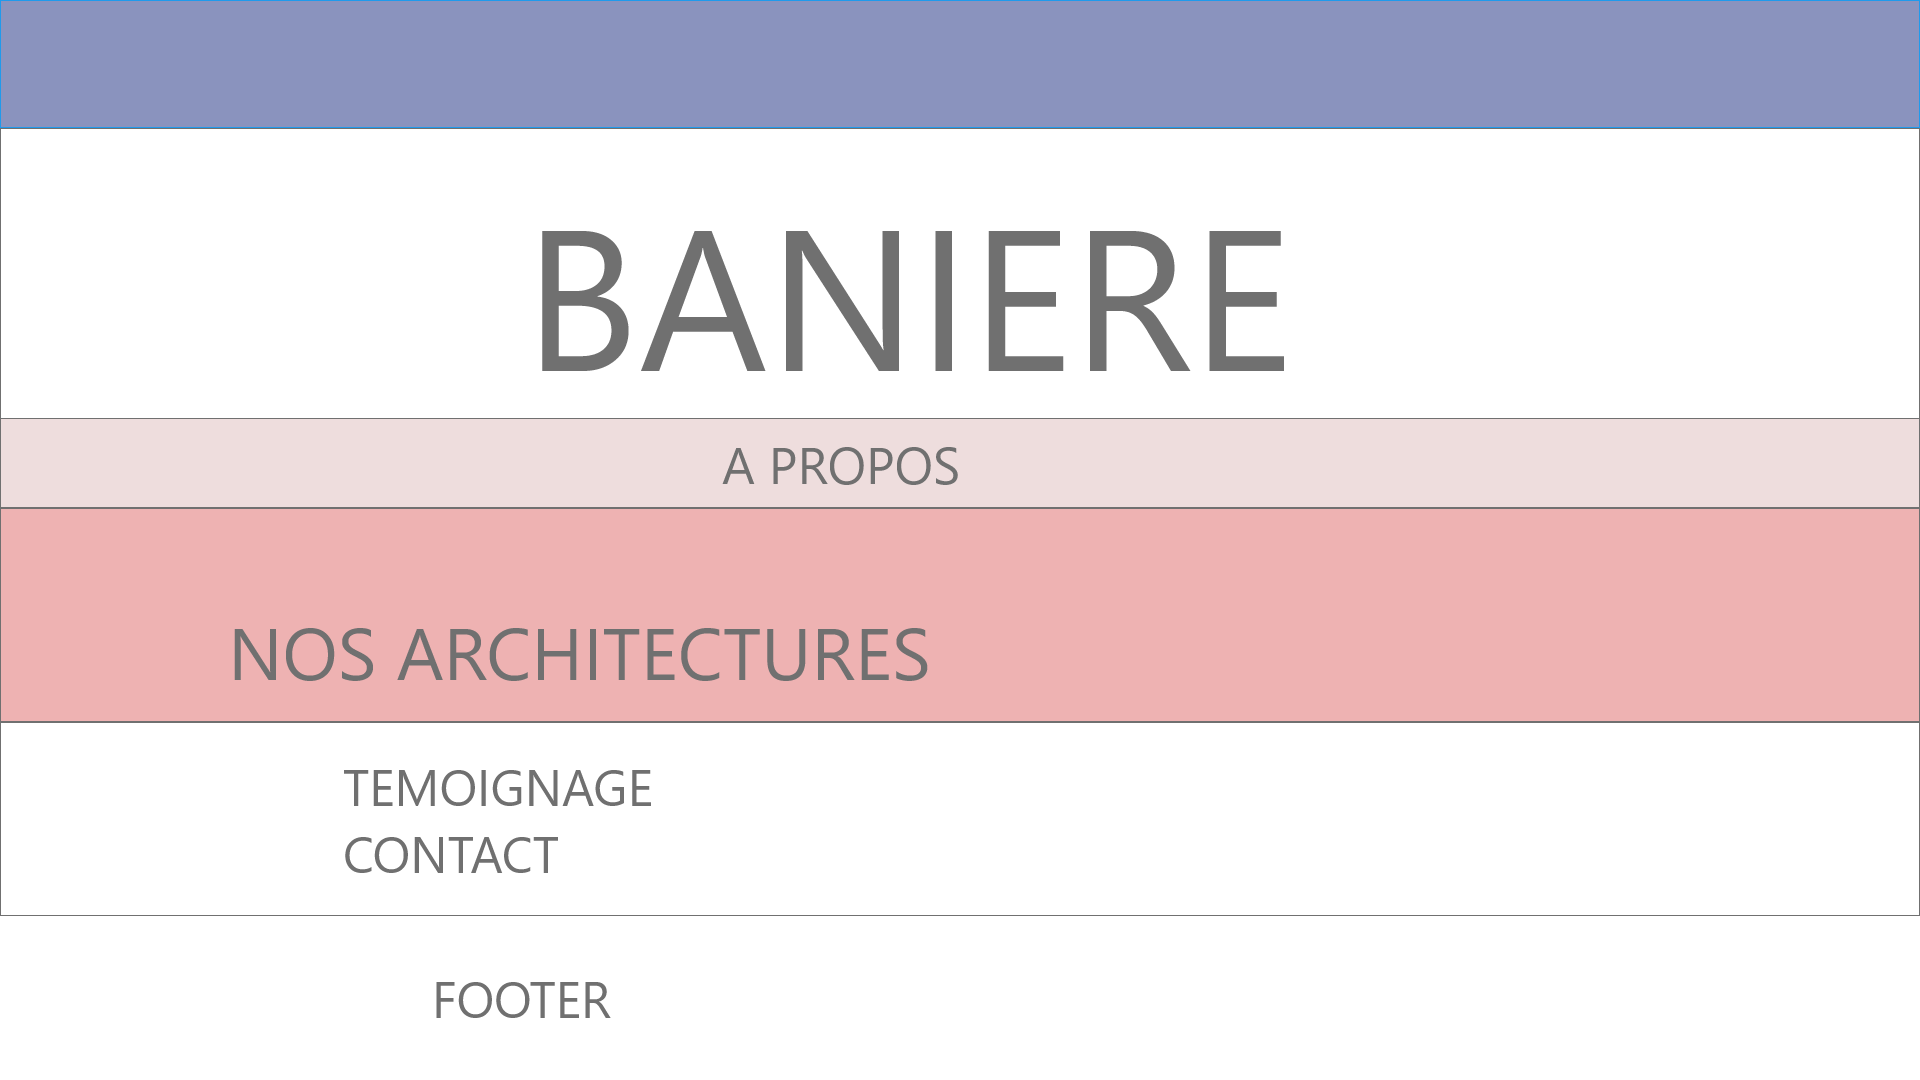 BANIERE
A PROPOS
NOS ARCHITECTURES
TEMOIGNAGE
CONTACT
FOOTER